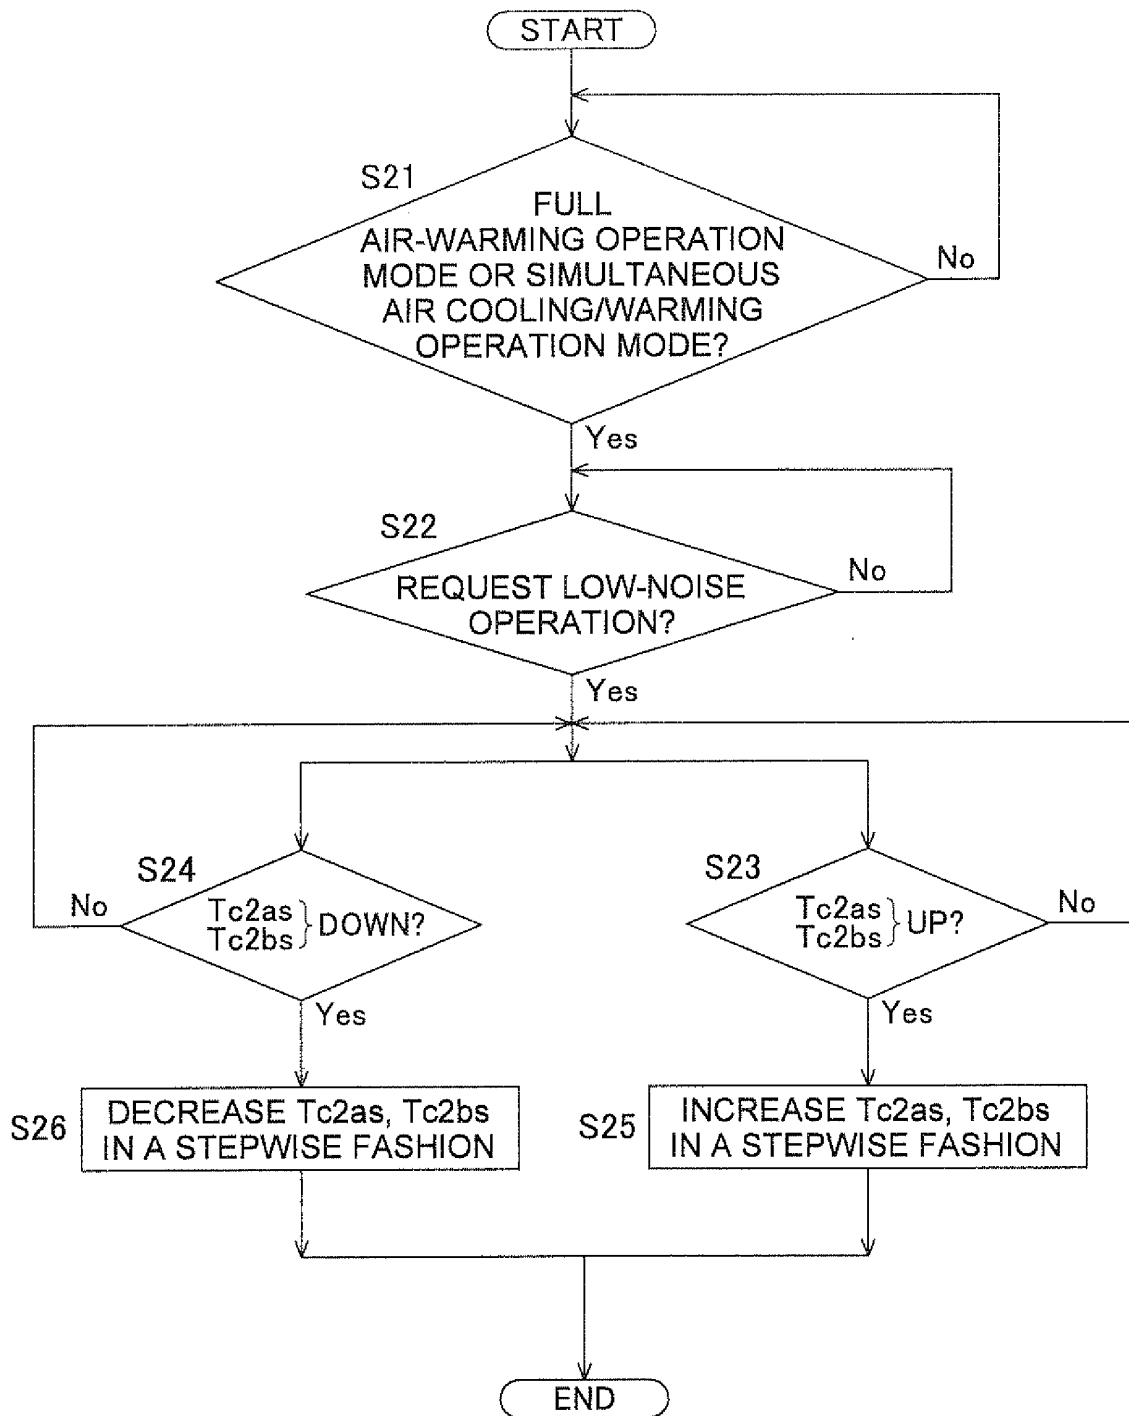 START
S21
FULL
AIR-WARMING OPERATION
MODE OR SIMULTANEOUS
AIR COOLING/WARMING
OPERATION MODE?
No
Yes
S22
REQUEST LOW-NOISE
OPERATION?
No
Yes
S24
Tc2as
Tc2bs
DOWN?
No
Yes
S23
Tc2as
Tc2bs
UP?
No
Yes
S26
DECREASE Tc2as, Tc2bs
IN A STEPWISE FASHION
S25
INCREASE Tc2as, Tc2bs
IN A STEPWISE FASHION
END